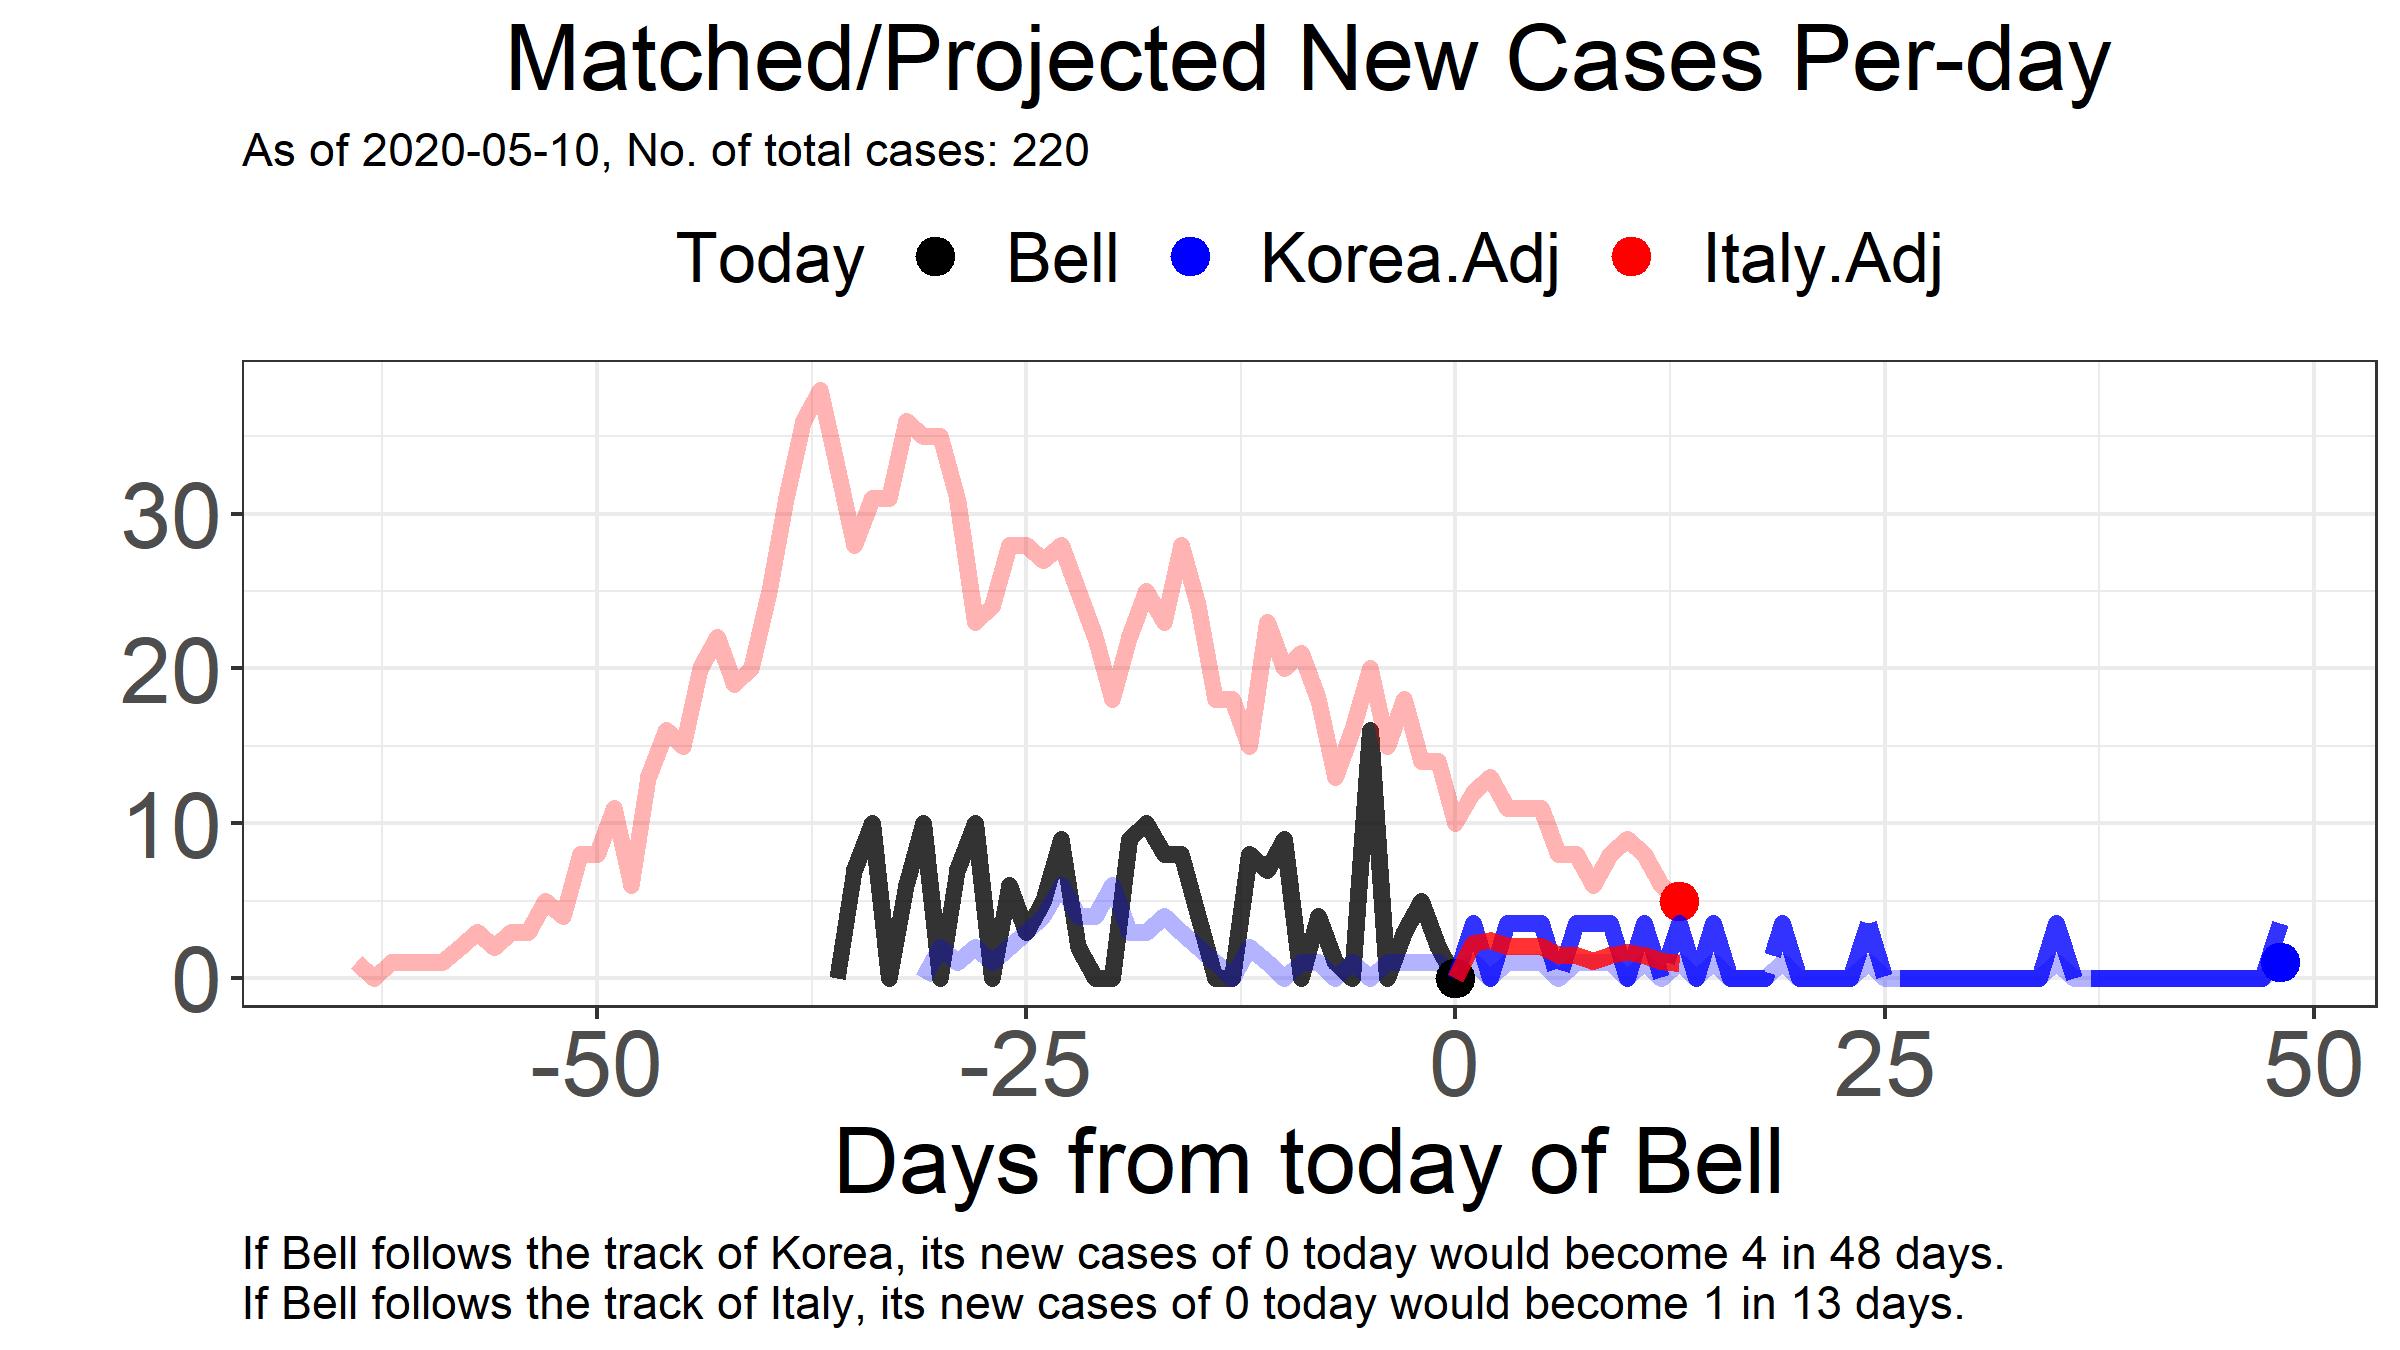 Matched/Projected New Cases Per-day
As of 2020-05-10, No. of total cases: 220
Today Bell Korea.Adj Italy.Adj
30
20
10
0
-50 -25 0 25 50
Days from today of Bell
If Bell follows the track of Korea, its new cases of 0 today would become 4 in 48 days.
If Bell follows the track of Italy, its new cases of 0 today would become 1 in 13 days.